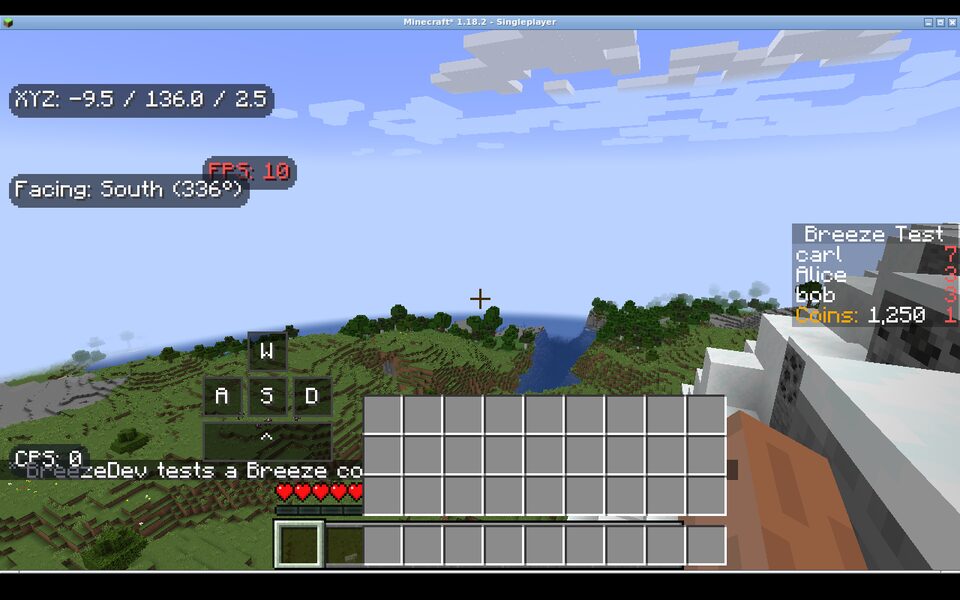 Minecraft* 1.18.2 - Singleplayer
XYZ: -9.5 / 136.0 / 2.5
FPS: 10
Facing: South (336°)
Breeze Test
carl 7
Alice
bob 3
Coins: 1,250 1
W
A S D
^
CPS: 0
BreezeDev tests a Breeze co